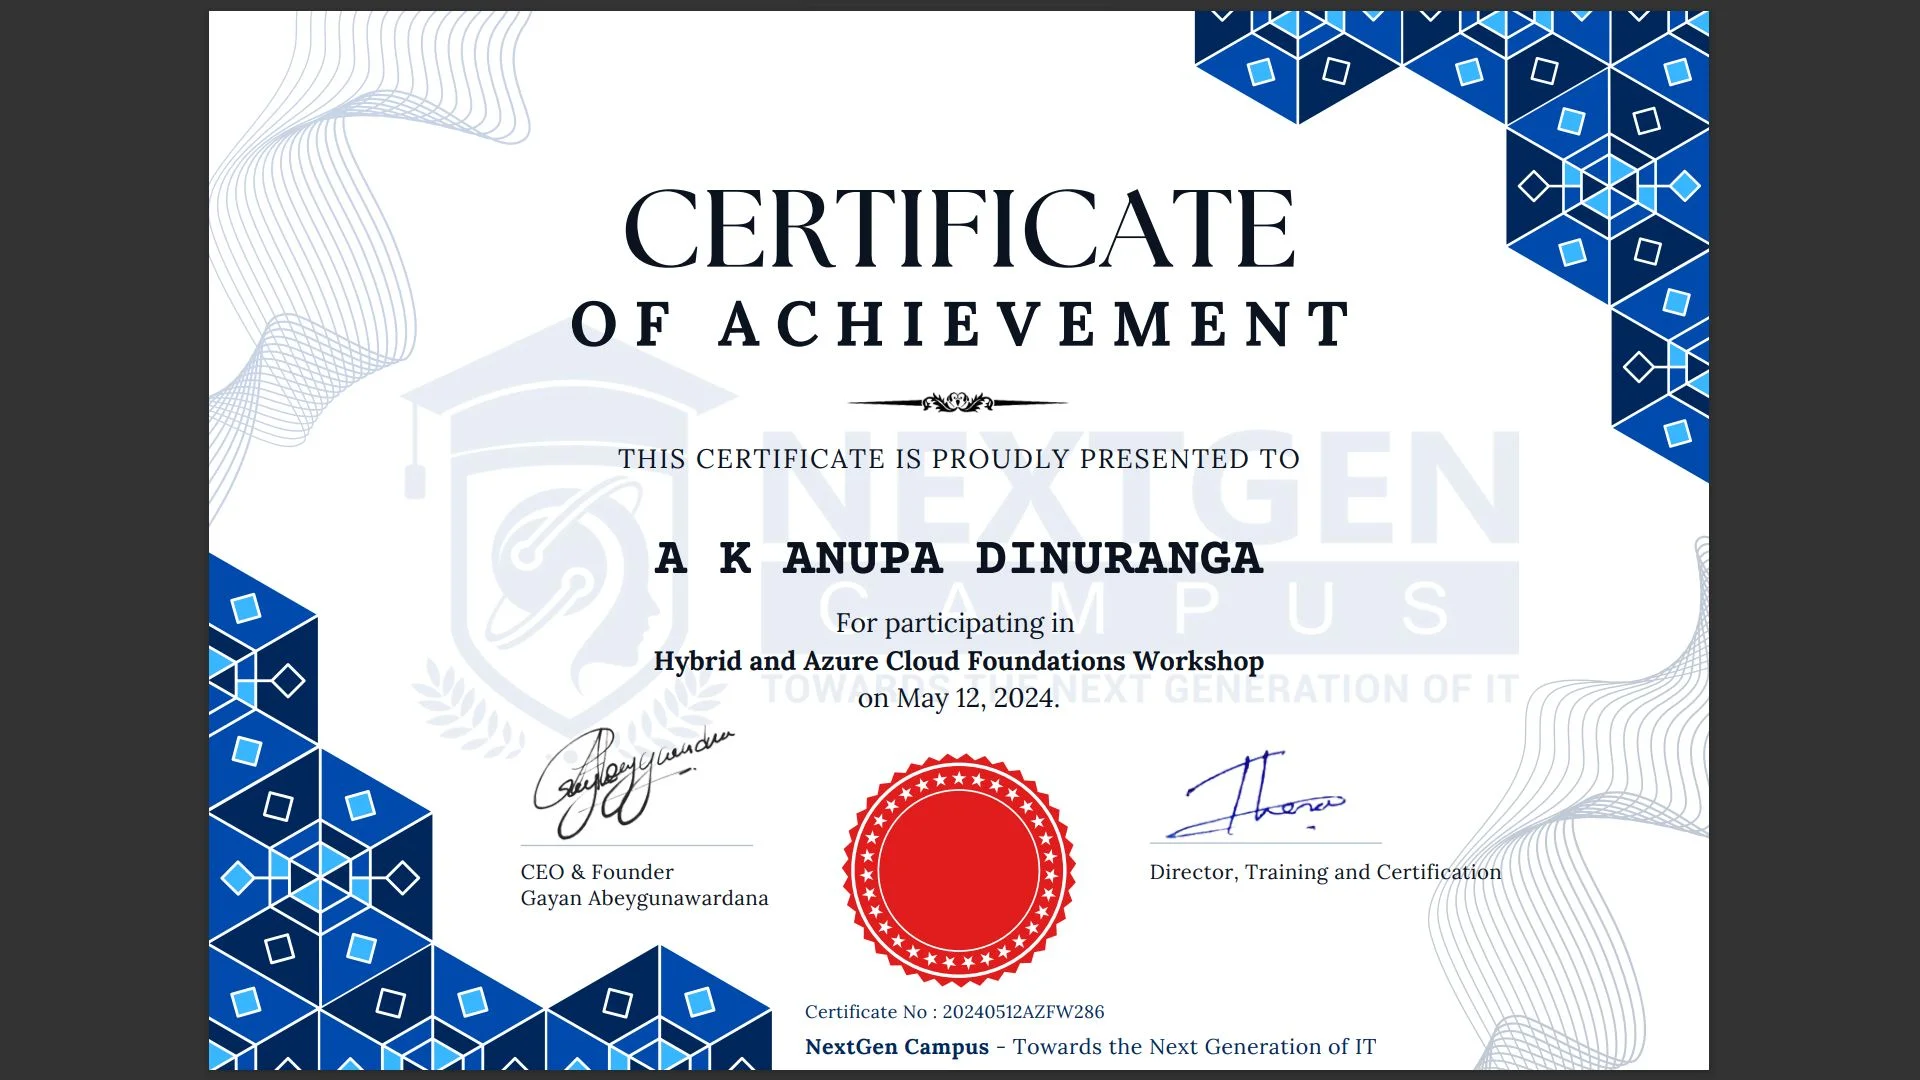 CERTIFICATE
OF ACHIEVEMENT
THIS CERTIFICATE IS PROUDLY PRESENTED TO
NEXTGEN
A K ANUPA DINURANGA
CAMPUS
For participating in
Hybrid and Azure Cloud Foundations Workshop
TOWARDS THE NEXT GENERATION OF IT
on May 12, 2024.
CEO & Founder
Gayan Abeygunawardana
Director, Training and Certification
Certificate No : 20240512AZFW286
NextGen Campus - Towards the Next Generation of IT